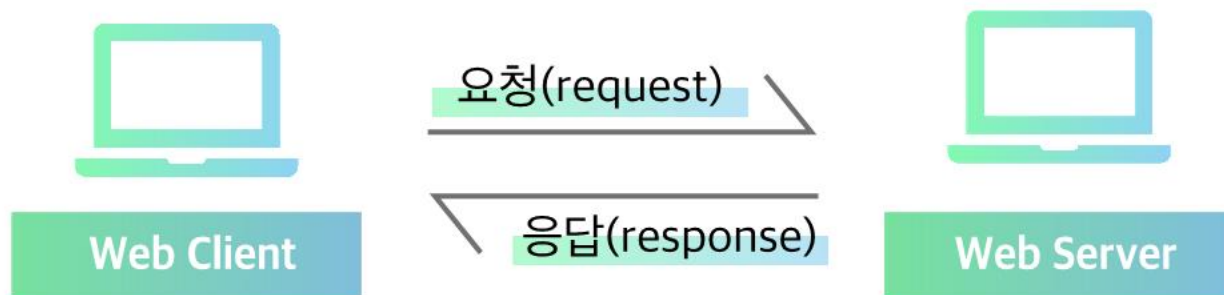 요청(request)
응답(response)
Web Client
Web Server